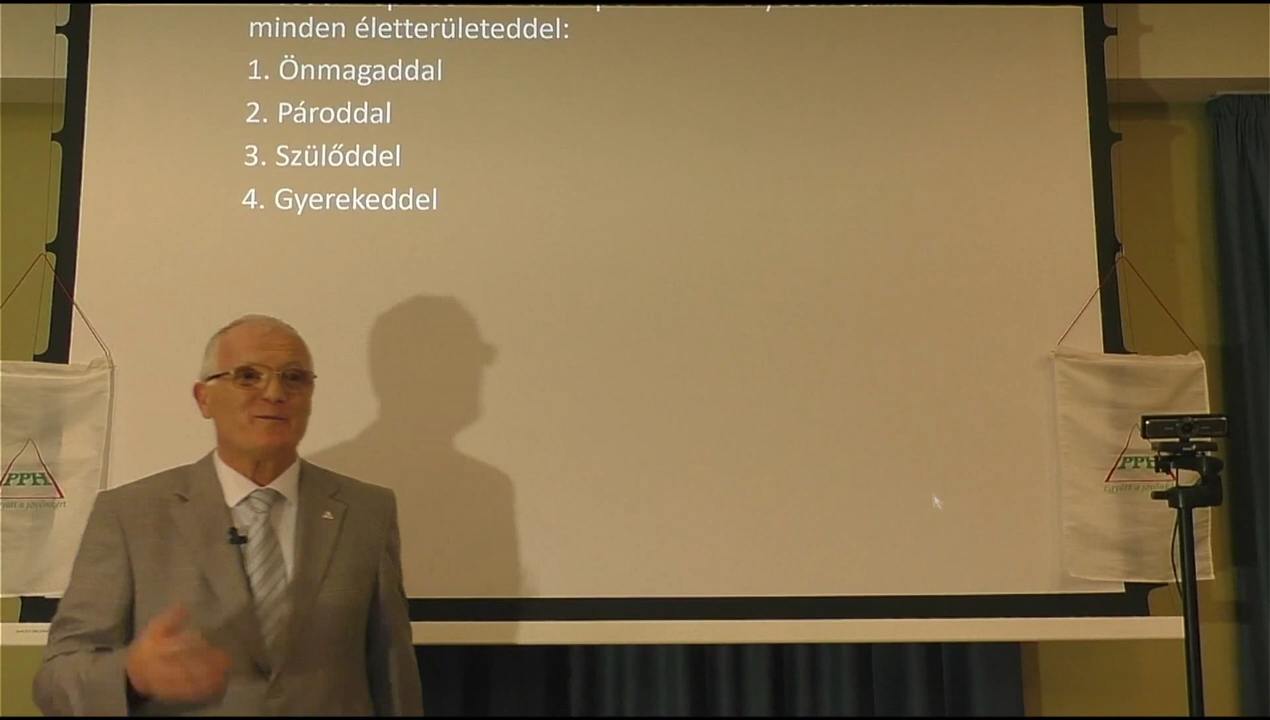 minden életterületeddel:
1. Önmagaddal
2. Pároddal
3. Szülőddel
4. Gyerekeddel
PPH
PPH